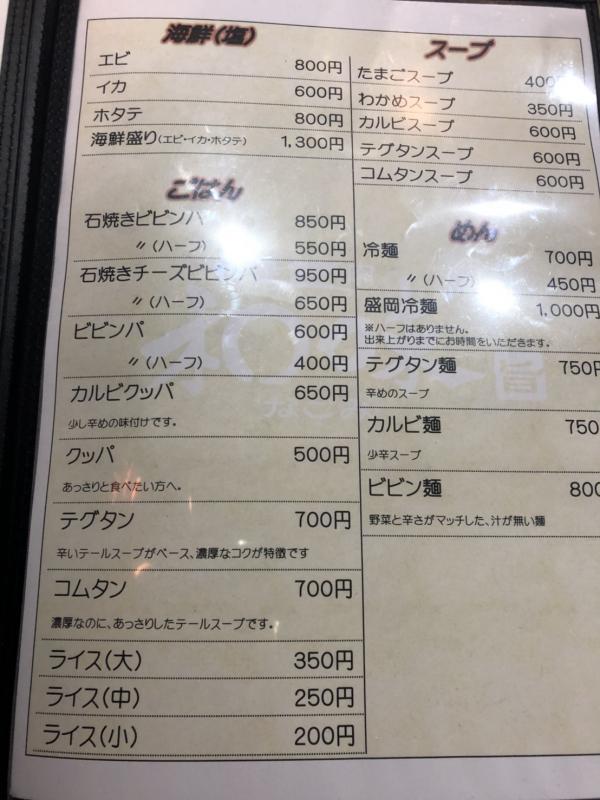 海鮮(塩)
エビ 800円
イカ 600円
ホタテ 800円
海鮮盛り(エビ・イカ・ホタテ) 1,300円
ごはん
石焼きビビンパ 850円
〃(ハーフ) 550円
石焼きチーズビビンパ 950円
〃(ハーフ) 650円
ビビンパ 600円
〃(ハーフ) 400円
カルビクッパ 650円
少し辛めの味付けです。
クッパ 500円
あっさりと食べたい方へ。
テグタン 700円
辛いテールスープがベース、濃厚なコクが特徴です
コムタン 700円
濃厚なのに、あっさりしたテールスープです。
ライス(大) 350円
ライス(中) 250円
ライス(小) 200円
スープ
たまごスープ 400
わかめスープ 350円
カルビスープ 600円
テグタンスープ 600円
コムタンスープ 600円
めん
冷麺 700円
〃(ハーフ) 450円
盛岡冷麺 1,000円
※ハーフはありません。
出来上がりまでにお時間をいただきます。
テグタン麺 750円
辛めのスープ
カルビ麺 750
少辛スープ
ビビン麺 800
野菜と辛さがマッチした、汁が無い麺